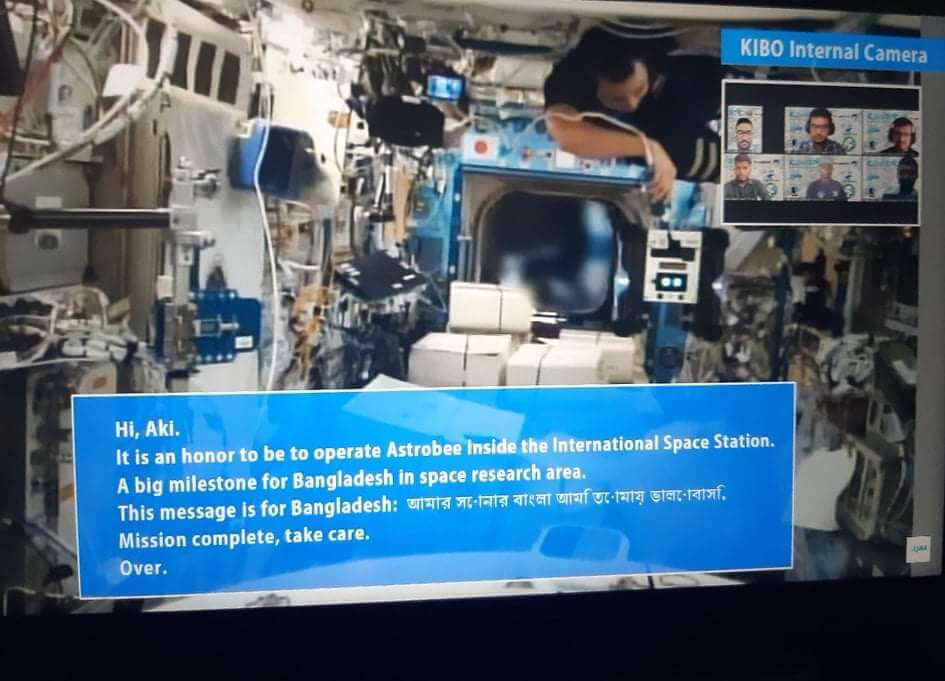 KIBO Internal Camera
Hi, Aki.
It is an honor to be to operate Astrobee Inside the International Space Station.
A big milestone for Bangladesh in space research area.
This message is for Bangladesh: আমার সোনার বাংলা আমি তোমায় ভালোবাসি.
Mission complete, take care.
Over.